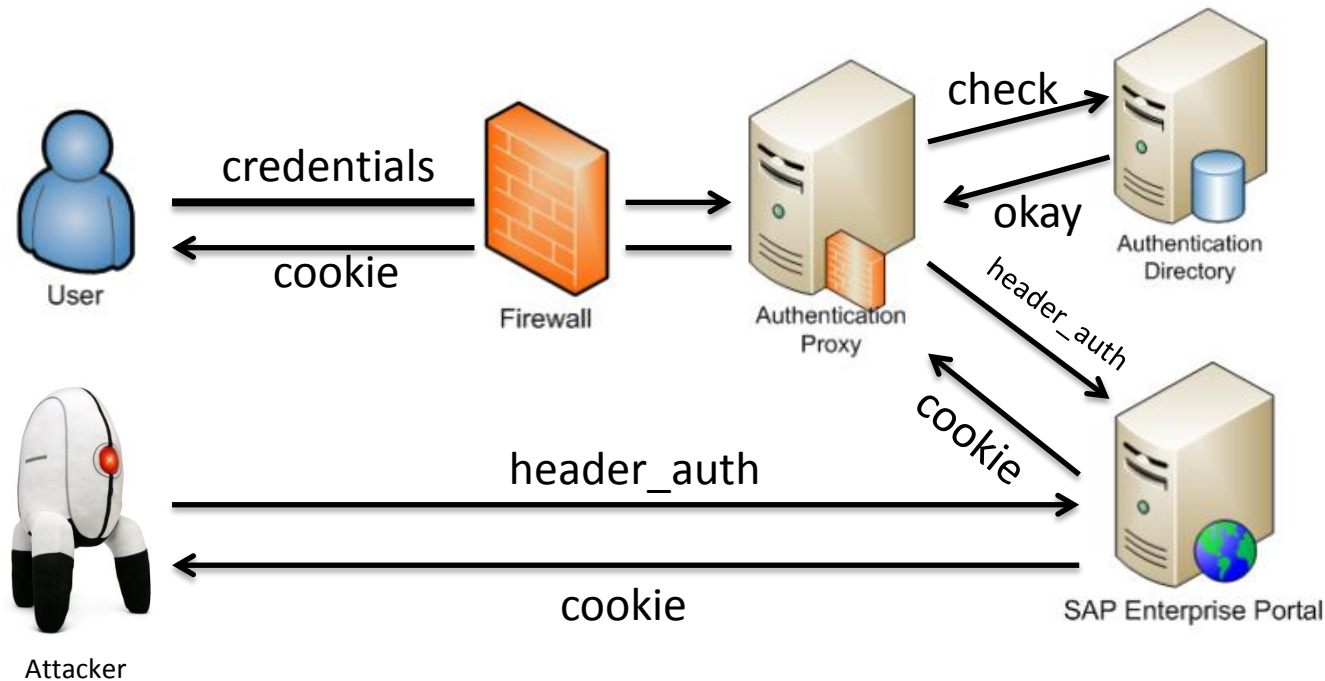 check
credentials
okay
cookie
Authentication
Directory
User
Firewall
Authentication
Proxy
header_auth
cookie
header_auth
cookie
SAP Enterprise Portal
Attacker